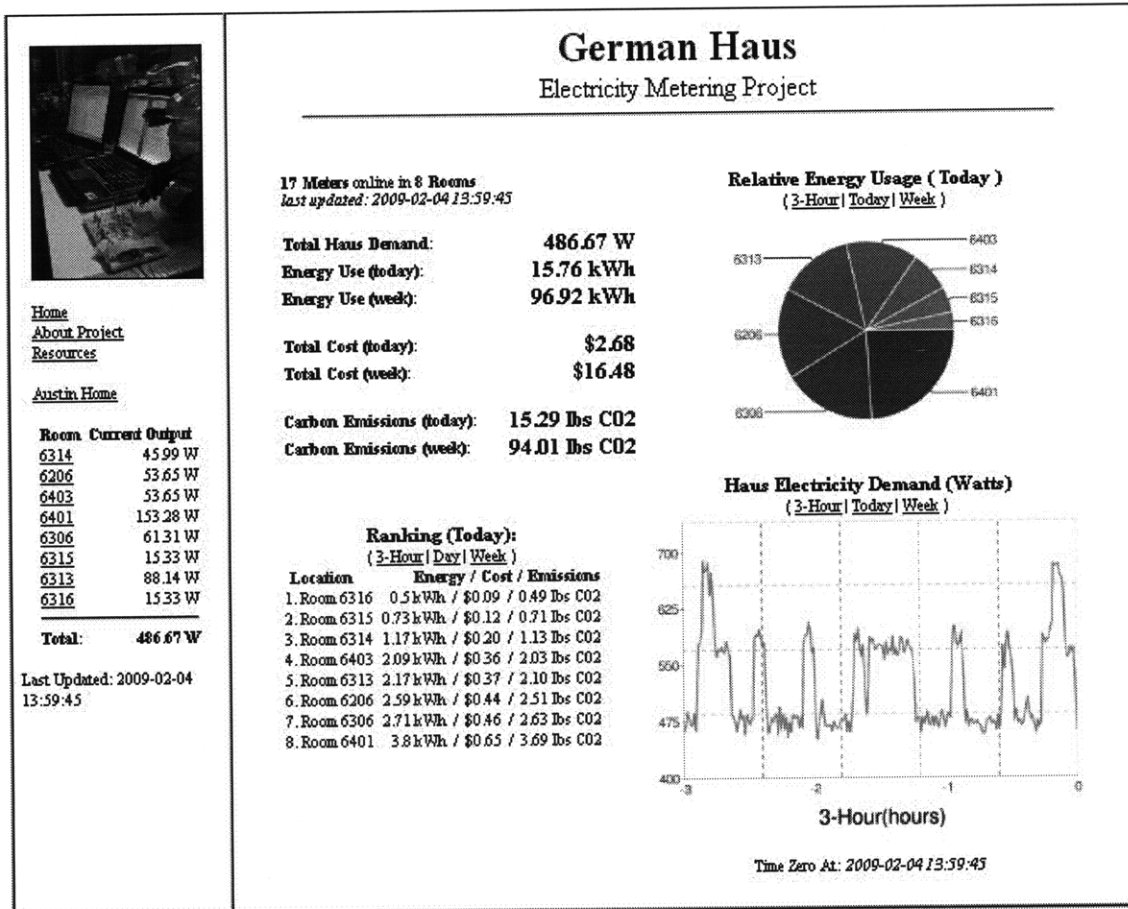 German Haus
Electricity Metering Project
Home
About Project
Resources
Austin Home
Room Current Output
6314 45.99 W
6206 53.65 W
6403 53.65 W
6401 153.28 W
6306 61.31 W
6315 15.33 W
6313 88.14 W
6316 15.33 W
Total: 486.67 W
Last Updated: 2009-02-04
13:59:45
17 Meters online in 8 Rooms
last updated: 2009-02-04 13:59:45
Total Haus Demand: 486.67 W
Energy Use (today): 15.76 kWh
Energy Use (week): 96.92 kWh
Total Cost (today): $2.68
Total Cost (week): $16.48
Carbon Emissions (today): 15.29 lbs C02
Carbon Emissions (week): 94.01 lbs C02
Ranking (Today):
( 3-Hour | Day | Week )
Location Energy / Cost / Emissions
1. Room 6316 0.5 kWh / $0.09 / 0.49 lbs C02
2. Room 6315 0.73 kWh / $0.12 / 0.71 lbs C02
3. Room 6314 1.17 kWh / $0.20 / 1.13 lbs C02
4. Room 6403 2.09 kWh / $0.36 / 2.03 lbs C02
5. Room 6313 2.17 kWh / $0.37 / 2.10 lbs C02
6. Room 6206 2.59 kWh / $0.44 / 2.51 lbs C02
7. Room 6306 2.71 kWh / $0.46 / 2.63 lbs C02
8. Room 6401 3.8 kWh / $0.65 / 3.69 lbs C02
Relative Energy Usage ( Today )
( 3-Hour | Today | Week )
6403
6313
6314
6315
6316
6206
6401
6306
Haus Electricity Demand (Watts)
( 3-Hour | Today | Week )
700
625
550
475
400
-3 -2 -1 0
3-Hour(hours)
Time Zero At: 2009-02-04 13:59:45